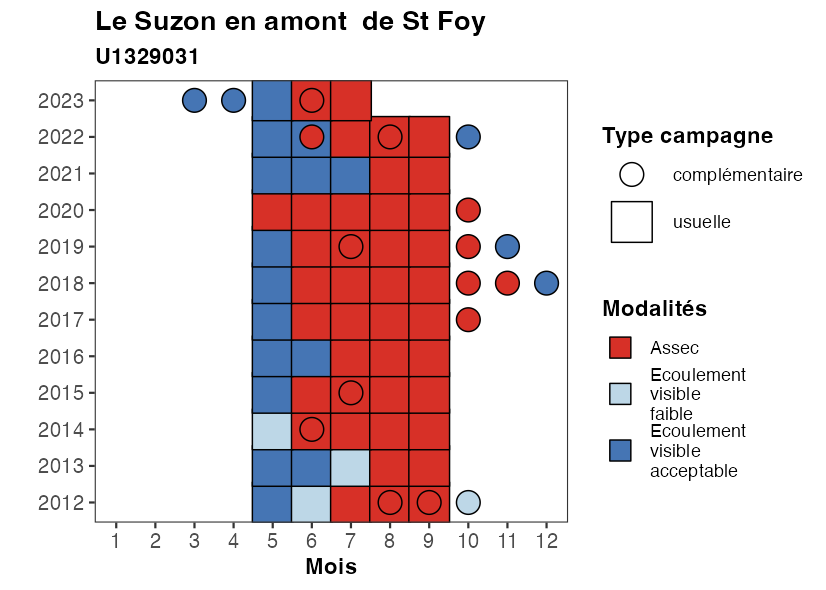 Le Suzon en amont  de St Foy
U1329031
2023
2022
2021
2020
2019
2018
2017
2016
2015
2014
2013
2012
1 2 3 4 5 6 7 8 9 10 11 12
Mois
Type campagne
complémentaire
usuelle
Modalités
Assec
Ecoulement
visible
faible
Ecoulement
visible
acceptable